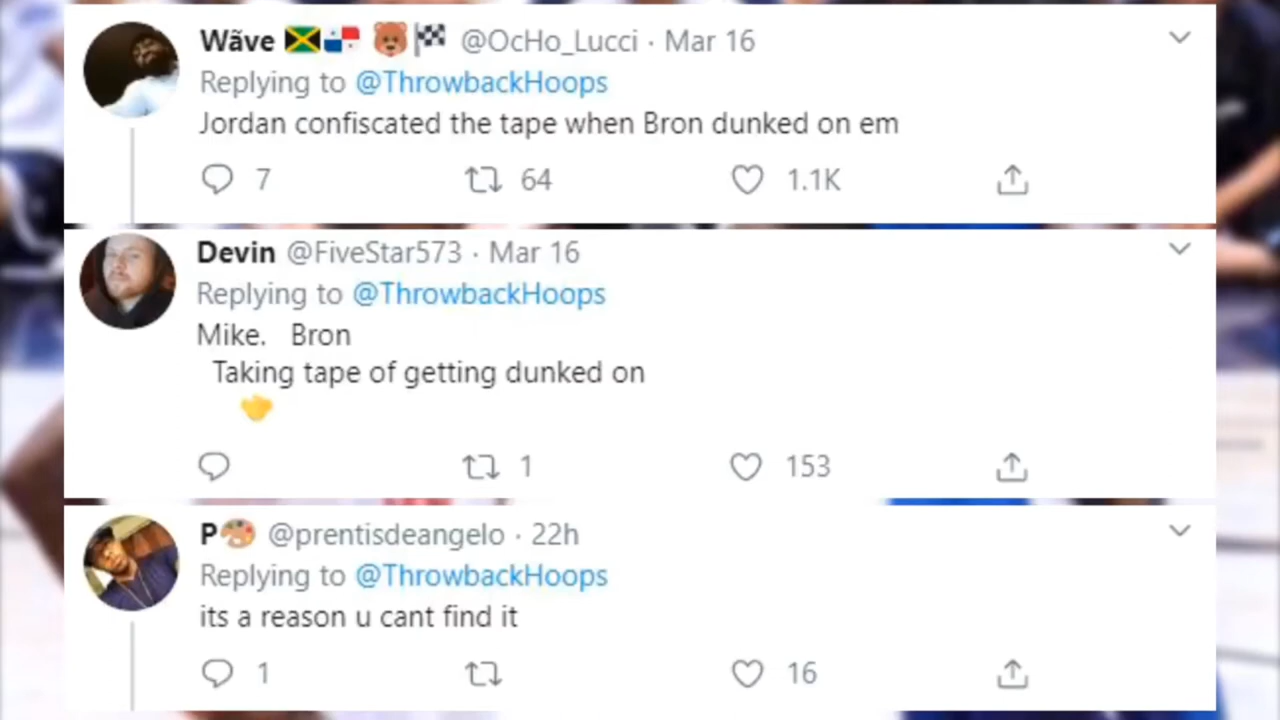 Wãve 🇯🇲🇵🇦 🐻🏁 @OcHo_Lucci · Mar 16
Replying to @ThrowbackHoops
Jordan confiscated the tape when Bron dunked on em
7 64 1.1K
Devin @FiveStar573 · Mar 16
Replying to @ThrowbackHoops
Mike. Bron
Taking tape of getting dunked on
🤝
1 153
P🎨 @prentisdeangelo · 22h
Replying to @ThrowbackHoops
its a reason u cant find it
1 16